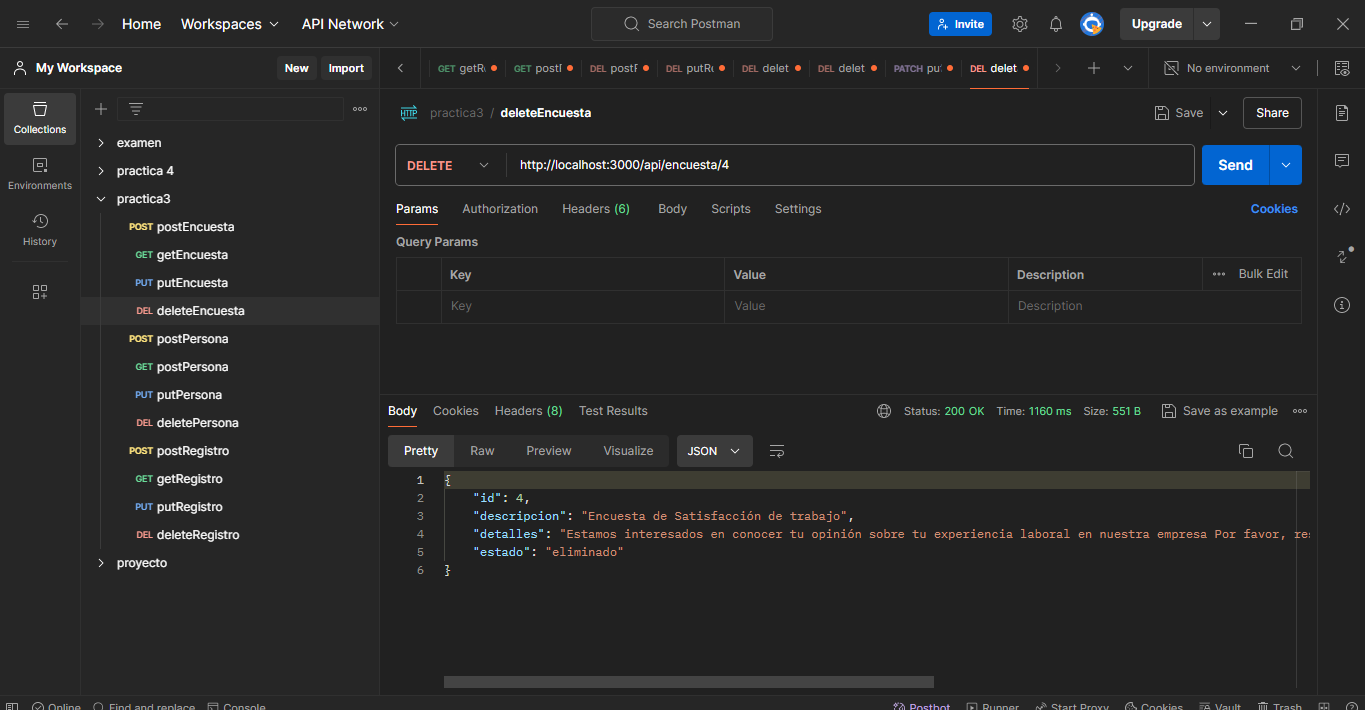 Home Workspaces API Network Search Postman Invite Upgrade
My Workspace New Import
GET getRe POST postF DEL postF DEL putRe DEL delet DEL delet PATCH pu DEL delet No environment
Collections
Environments
History
examen
practica 4
practica3
POST postEncuesta
GET getEncuesta
PUT putEncuesta
DEL deleteEncuesta
POST postPersona
GET postPersona
PUT putPersona
DEL deletePersona
POST postRegistro
GET getRegistro
PUT putRegistro
DEL deleteRegistro
proyecto
HTTP practica3 / deleteEncuesta Save Share
DELETE http://localhost:3000/api/encuesta/4 Send
Params Authorization Headers (6) Body Scripts Settings Cookies
Query Params
Key Value Description Bulk Edit
Key Value Description
Body Cookies Headers (8) Test Results Status: 200 OK Time: 1160 ms Size: 551 B Save as example
Pretty Raw Preview Visualize JSON
1 {
2 "id": 4,
3 "descripcion": "Encuesta de Satisfacción de trabajo",
4 "detalles": "Estamos interesados en conocer tu opinión sobre tu experiencia laboral en nuestra empresa Por favor, res
5 "estado": "eliminado"
6 }
Online Find and replace Console Postbot Runner Start Proxy Cookies Vault Trash